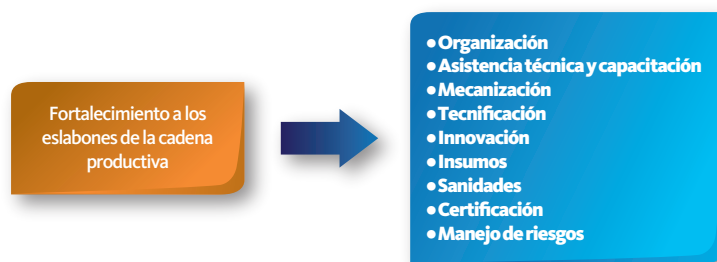 Fortalecimiento a los
eslabones de la cadena
productiva
• Organización
• Asistencia técnica y capacitación
• Mecanización
• Tecnificación
• Innovación
• Insumos
• Sanidades
• Certificación
• Manejo de riesgos